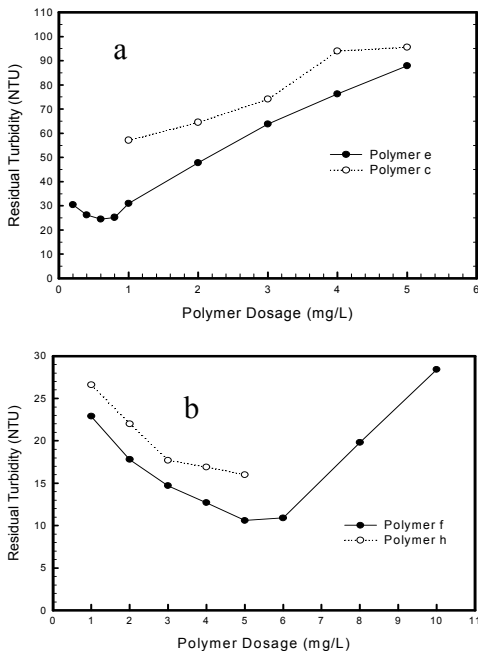 110
100
90
80
70
60
50
40
30
20
10
0
Residual Turbidity (NTU)
a
Polymer e
Polymer c
0 1 2 3 4 5 6
Polymer Dosage (mg/L)
30
25
20
15
10
5
0
Residual Turbidity (NTU)
b
Polymer f
Polymer h
0 1 2 3 4 5 6 7 8 9 10 11
Polymer Dosage (mg/L)